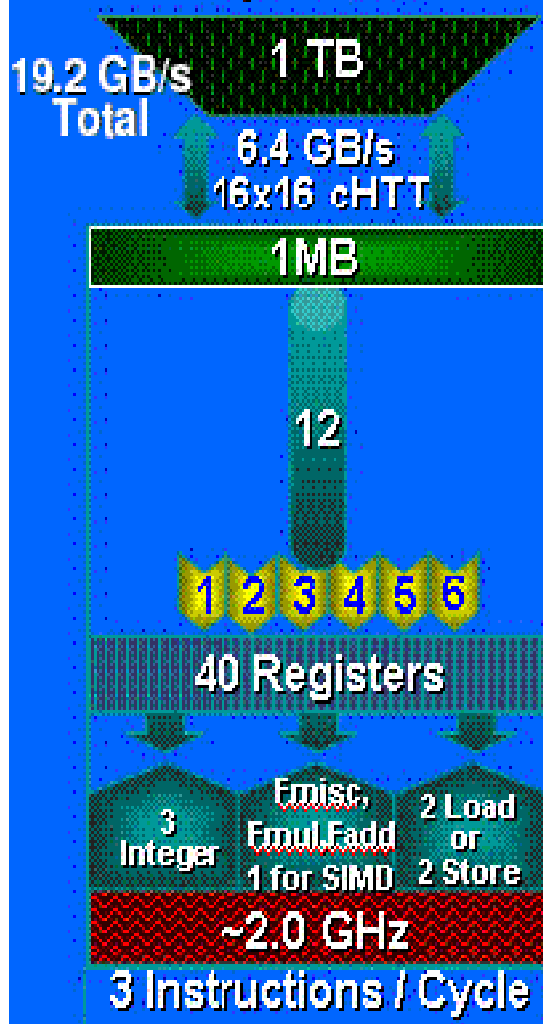 1 TB
19.2 GB/s
Total
6.4 GB/s
16x16 cHTT
1MB
12
1 2 3 4 5 6
40 Registers
3
Integer
Fmisc,
Fmul,Fadd
1 for SIMD
2 Load
or
2 Store
~2.0 GHz
3 Instructions / Cycle